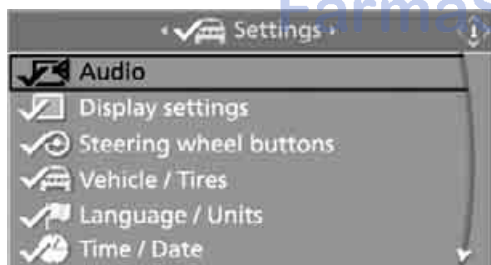 Settings
Audio
Display settings
Steering wheel buttons
Vehicle / Tires
Language / Units
Time / Date